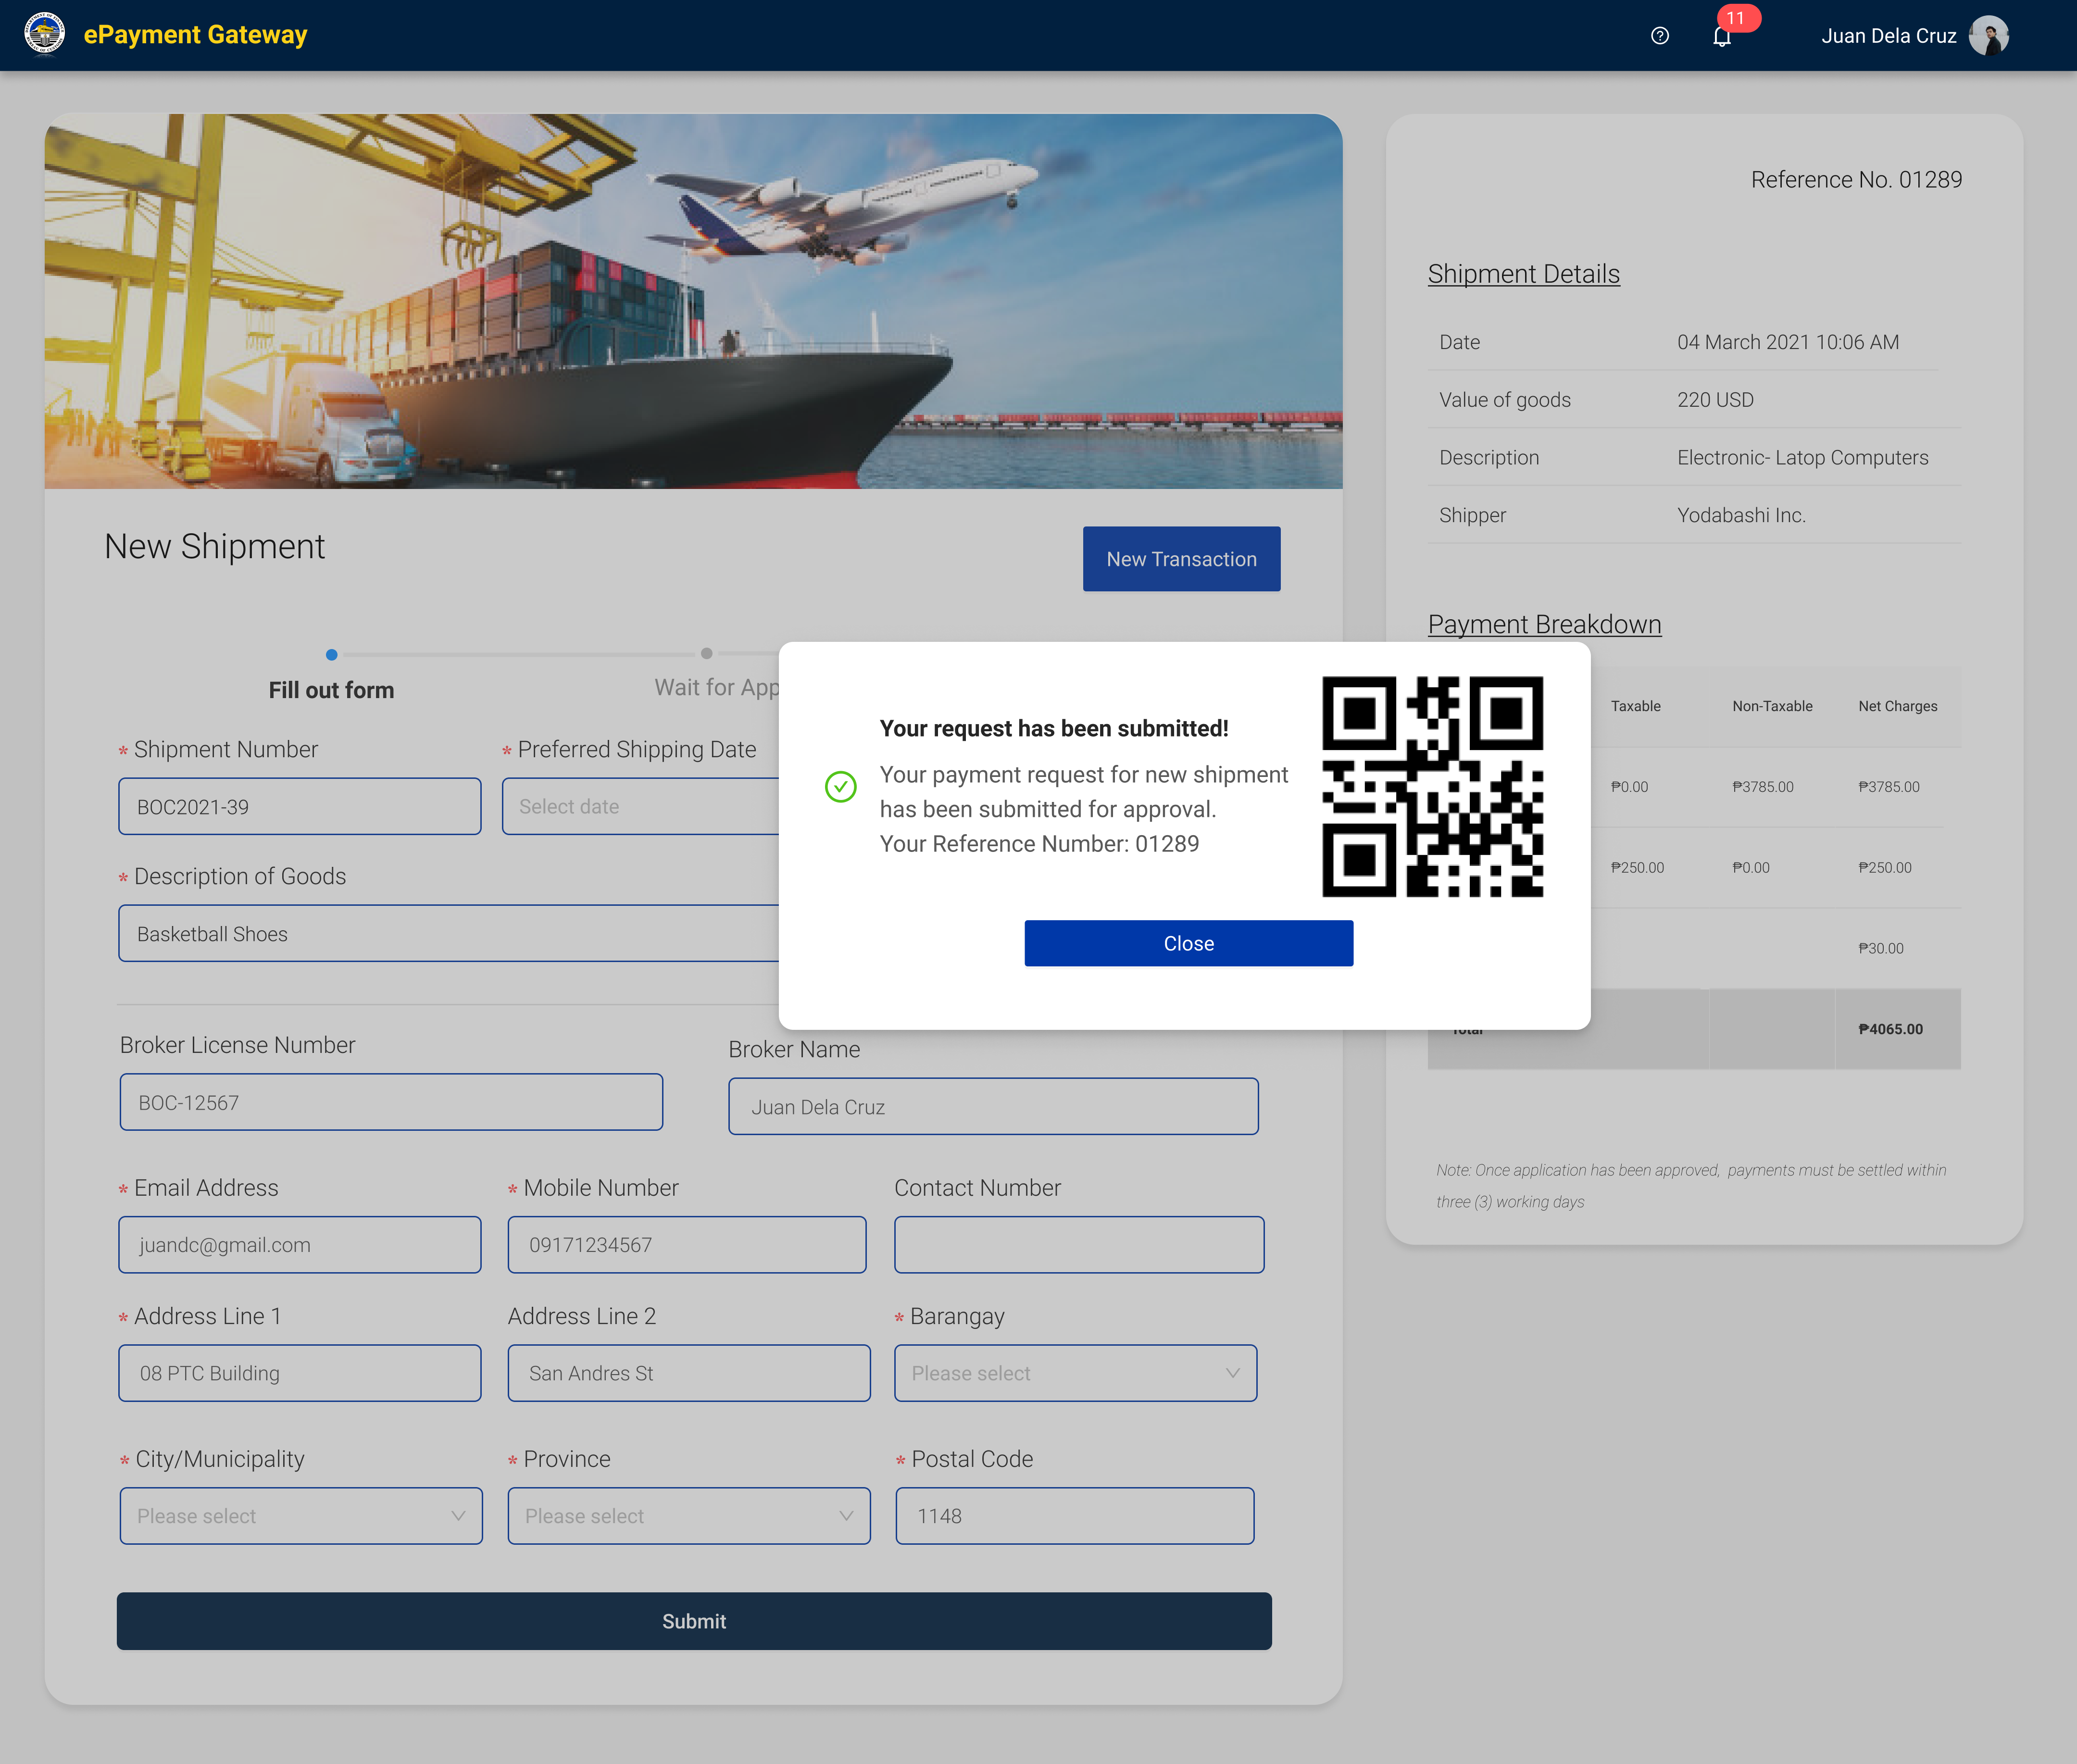 ePayment Gateway
11
Juan Dela Cruz
Reference No. 01289
Shipment Details
Date 04 March 2021 10:06 AM
Value of goods 220 USD
Description Electronic- Latop Computers
Shipper Yodabashi Inc.
New Shipment
New Transaction
Payment Breakdown
Fill out form
Wait for App
Taxable Non-Taxable Net Charges
₱0.00 ₱3785.00 ₱3785.00
₱250.00 ₱0.00 ₱250.00
₱30.00
Total ₱4065.00
Note: Once application has been approved, payments must be settled within
three (3) working days
Your request has been submitted!
Your payment request for new shipment
has been submitted for approval.
Your Reference Number: 01289
Close
* Shipment Number * Preferred Shipping Date
BOC2021-39 Select date
* Description of Goods
Basketball Shoes
Broker License Number Broker Name
BOC-12567 Juan Dela Cruz
* Email Address * Mobile Number Contact Number
juandc@gmail.com 09171234567
* Address Line 1 Address Line 2 * Barangay
08 PTC Building San Andres St Please select
* City/Municipality * Province * Postal Code
Please select Please select 1148
Submit